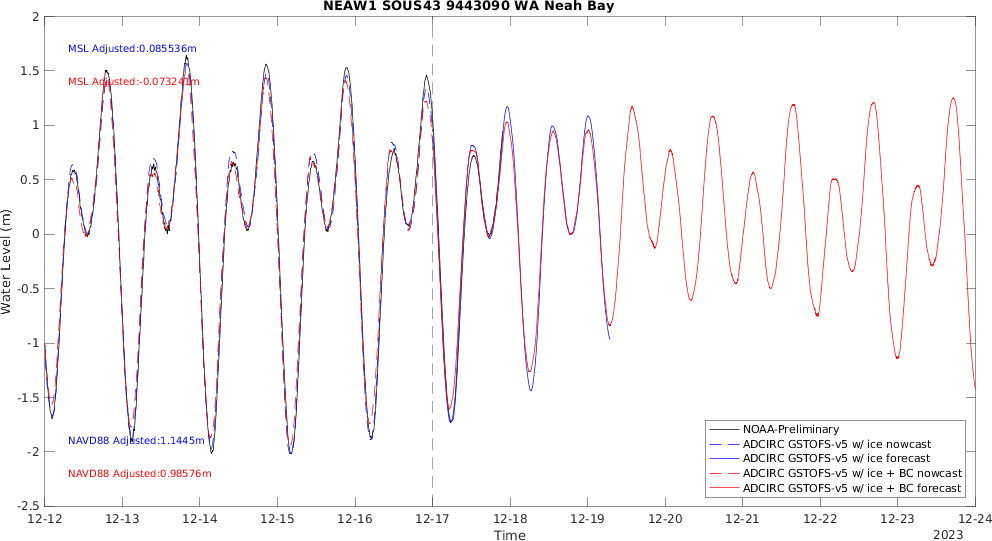 NEAW1 SOUS43 9443090 WA Neah Bay
2
1.5
1
0.5
0
-0.5
-1
-1.5
-2
-2.5
Water Level (m)
MSL Adjusted:0.085536m
MSL Adjusted:-0.073241m
NAVD88 Adjusted:1.1445m
NAVD88 Adjusted:0.98576m
NOAA-Preliminary
ADCIRC GSTOFS-v5 w/ ice nowcast
ADCIRC GSTOFS-v5 w/ ice forecast
ADCIRC GSTOFS-v5 w/ ice + BC nowcast
ADCIRC GSTOFS-v5 w/ ice + BC forecast
12-12 12-13 12-14 12-15 12-16 12-17 12-18 12-19 12-20 12-21 12-22 12-23 12-24
Time
2023